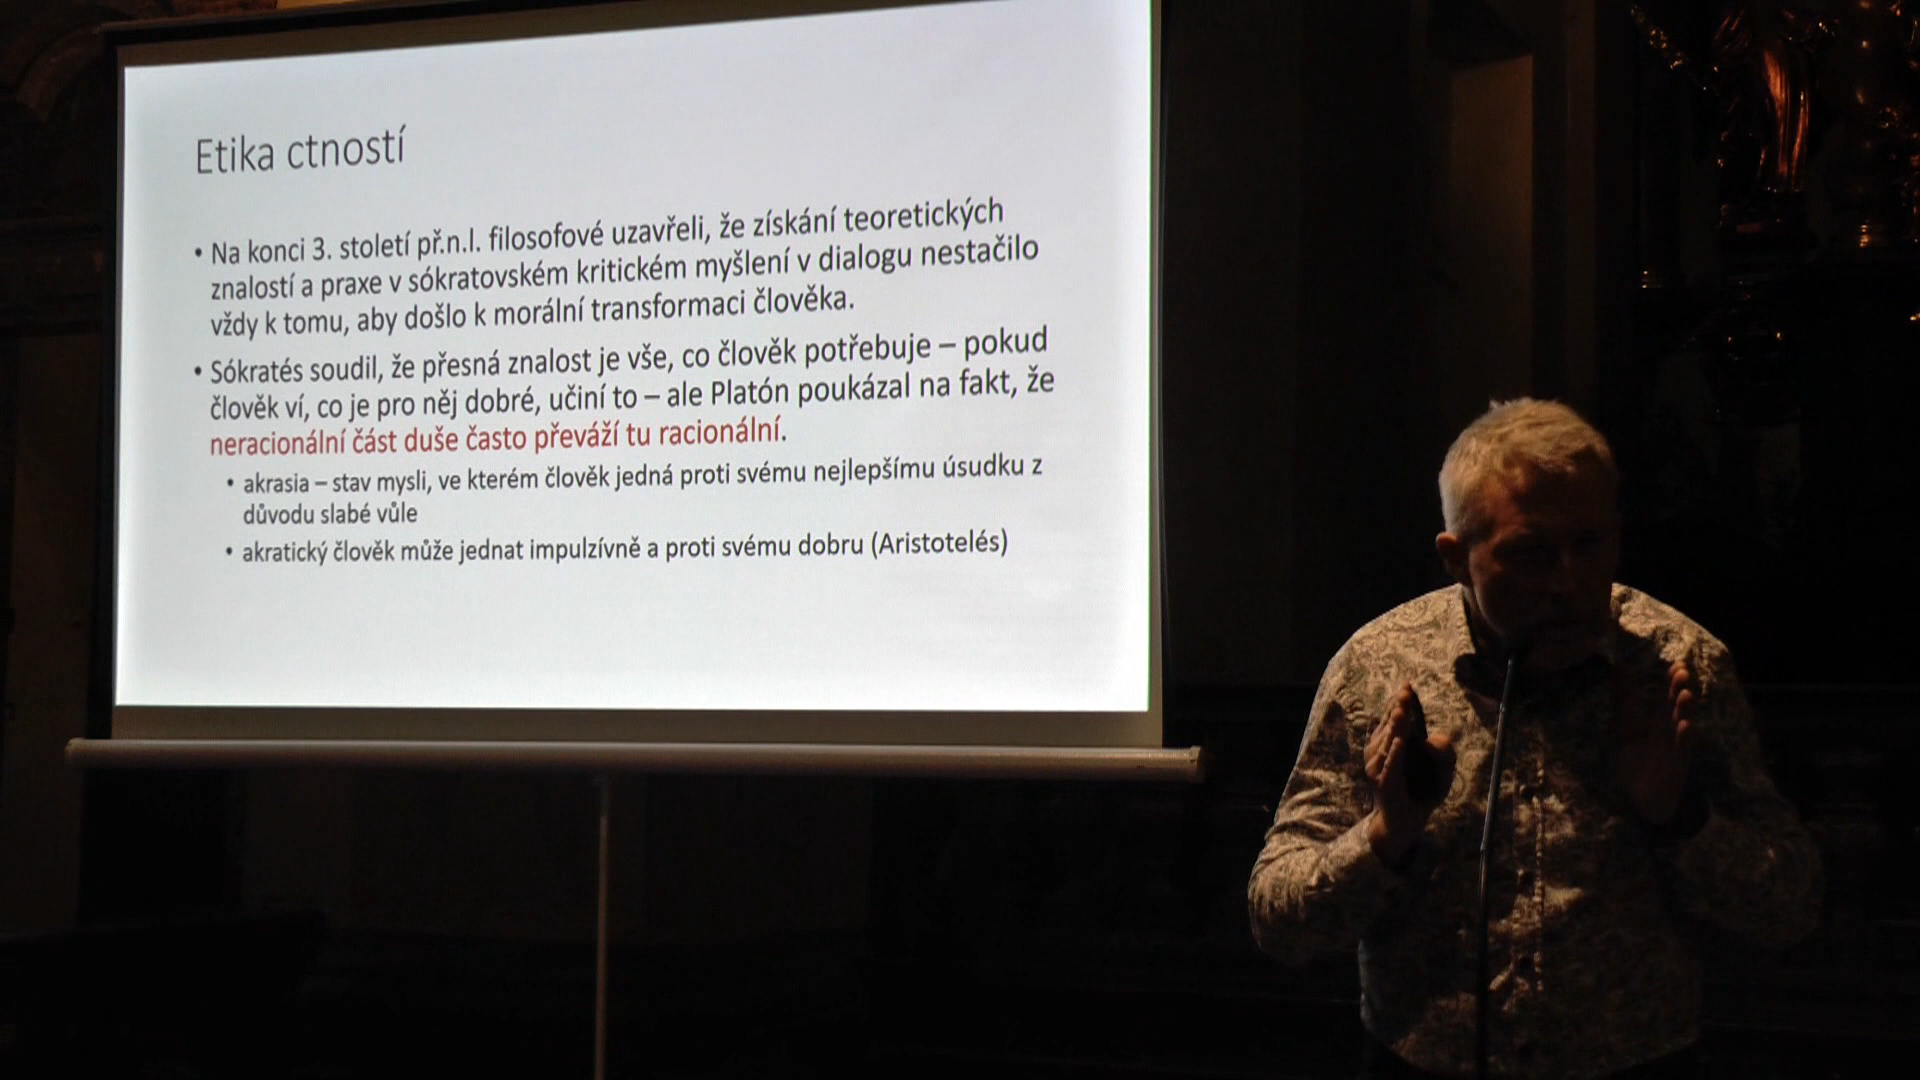 Etika ctností
• Na konci 3. století př.n.l. filosofové uzavřeli, že získání teoretických
znalostí a praxe v sókratovském kritickém myšlení v dialogu nestačilo
vždy k tomu, aby došlo k morální transformaci člověka.
• Sókratés soudil, že přesná znalost je vše, co člověk potřebuje – pokud
člověk ví, co je pro něj dobré, učiní to – ale Platón poukázal na fakt, že
neracionální část duše často převáží tu racionální.
• akrasia – stav mysli, ve kterém člověk jedná proti svému nejlepšímu úsudku z
důvodu slabé vůle
• akratický člověk může jednat impulzívně a proti svému dobru (Aristotelés)